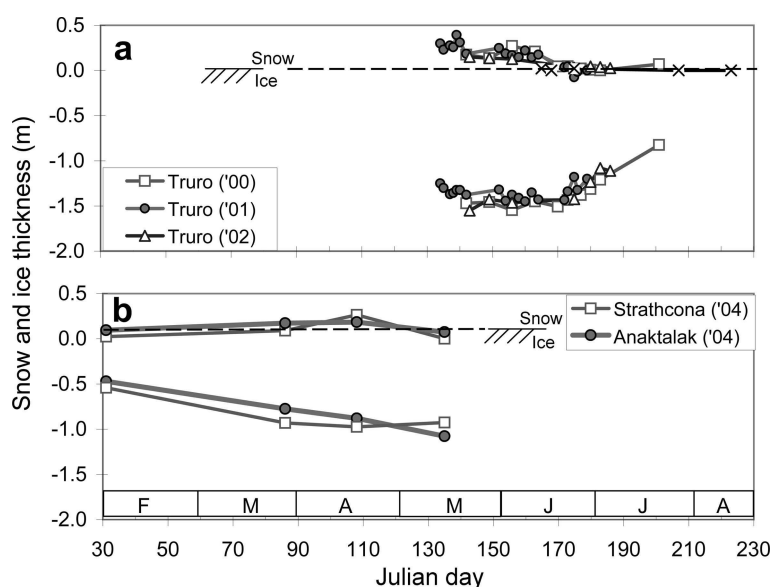 Snow and ice thickness (m)
a
0.5
0.0
-0.5
-1.0
-1.5
-2.0
Snow
Ice
Truro ('00)
Truro ('01)
Truro ('02)
b
0.5
0.0
-0.5
-1.0
-1.5
-2.0
Snow
Ice
Strathcona ('04)
Anaktalak ('04)
F M A M J J A
30 50 70 90 110 130 150 170 190 210 230
Julian day